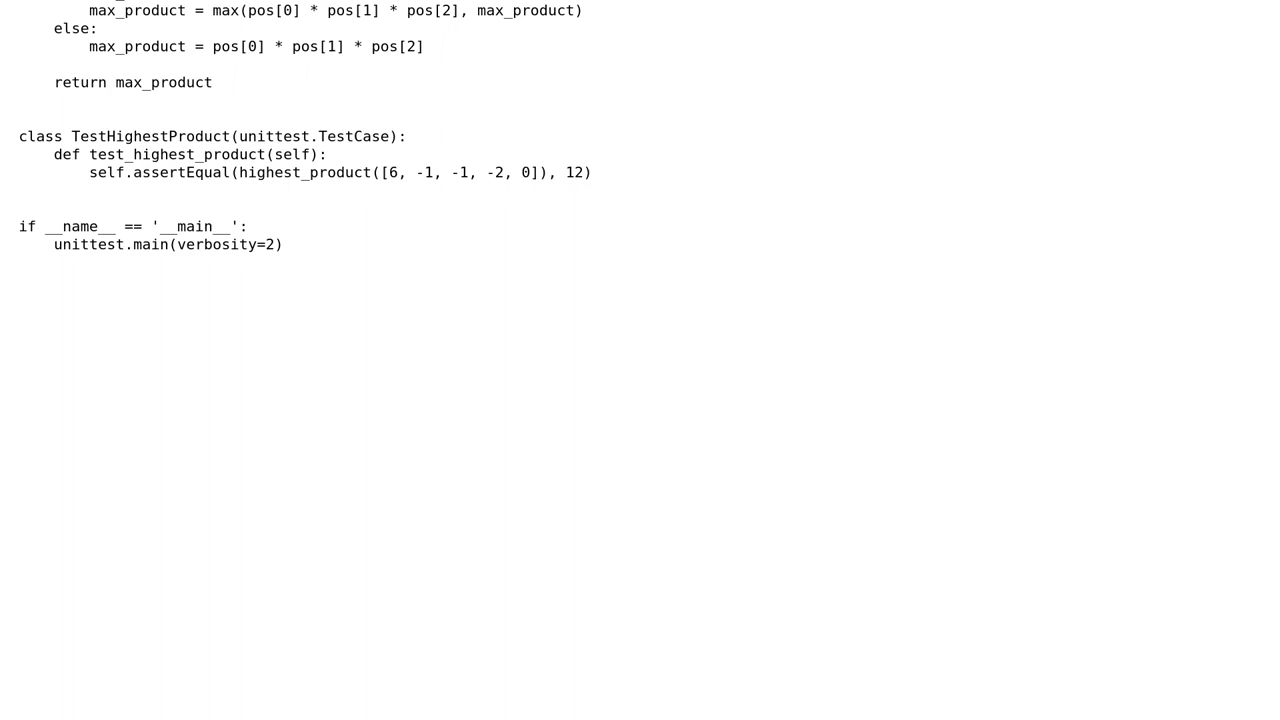 max_product = max(pos[0] * pos[1] * pos[2], max_product)
else:
max_product = pos[0] * pos[1] * pos[2]
return max_product
class TestHighestProduct(unittest.TestCase):
def test_highest_product(self):
self.assertEqual(highest_product([6, -1, -1, -2, 0]), 12)
if __name__ == '__main__':
unittest.main(verbosity=2)